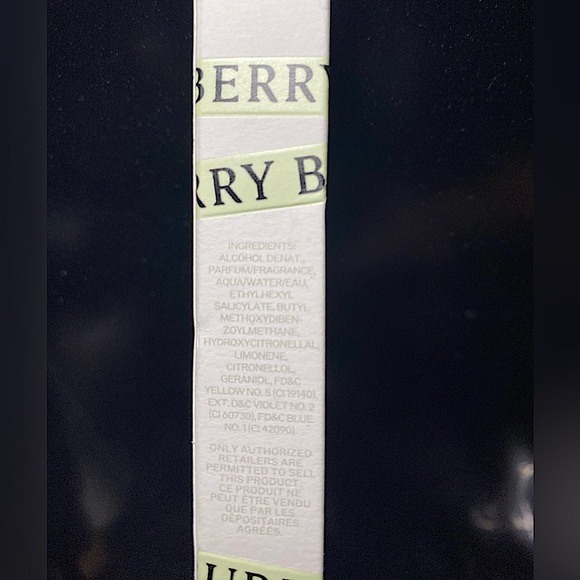 BERRY
RRY B
INGREDIENTS/
ALCOHOL DENAT.,
PARFUM/FRAGRANCE,
AQUA/WATER/EAU,
ETHYLHEXYL
SALICYLATE, BUTYL
METHOXYDIBEN-
ZOYLMETHANE,
HYDROXYCITRONELLAL,
LIMONENE,
CITRONELLOL,
GERANIOL, FD&C
YELLOW NO. 5 (CI 19140),
EXT. D&C VIOLET NO. 2
(CI 60730), FD&C BLUE
NO. 1 (CI 42090).
ONLY AUTHORIZED
RETAILERS ARE
PERMITTED TO SELL
THIS PRODUCT.
CE PRODUIT NE
PEUT ÊTRE VENDU
QUE PAR LES
DÉPOSITAIRES
AGRÉÉS.